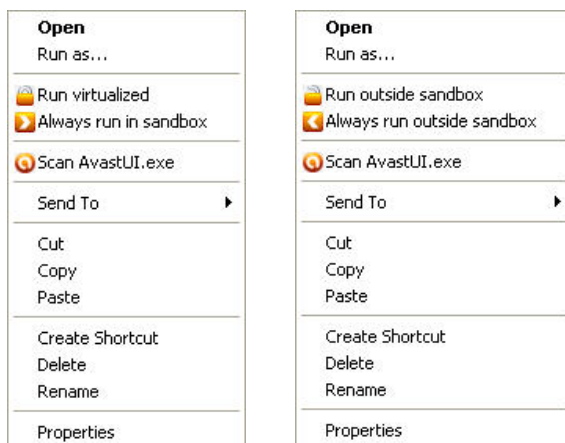 Open
Run as...
Run virtualized
Always run in sandbox
Scan AvastUI.exe
Send To
Cut
Copy
Paste
Create Shortcut
Delete
Rename
Properties
Open
Run as...
Run outside sandbox
Always run outside sandbox
Scan AvastUI.exe
Send To
Cut
Copy
Paste
Create Shortcut
Delete
Rename
Properties